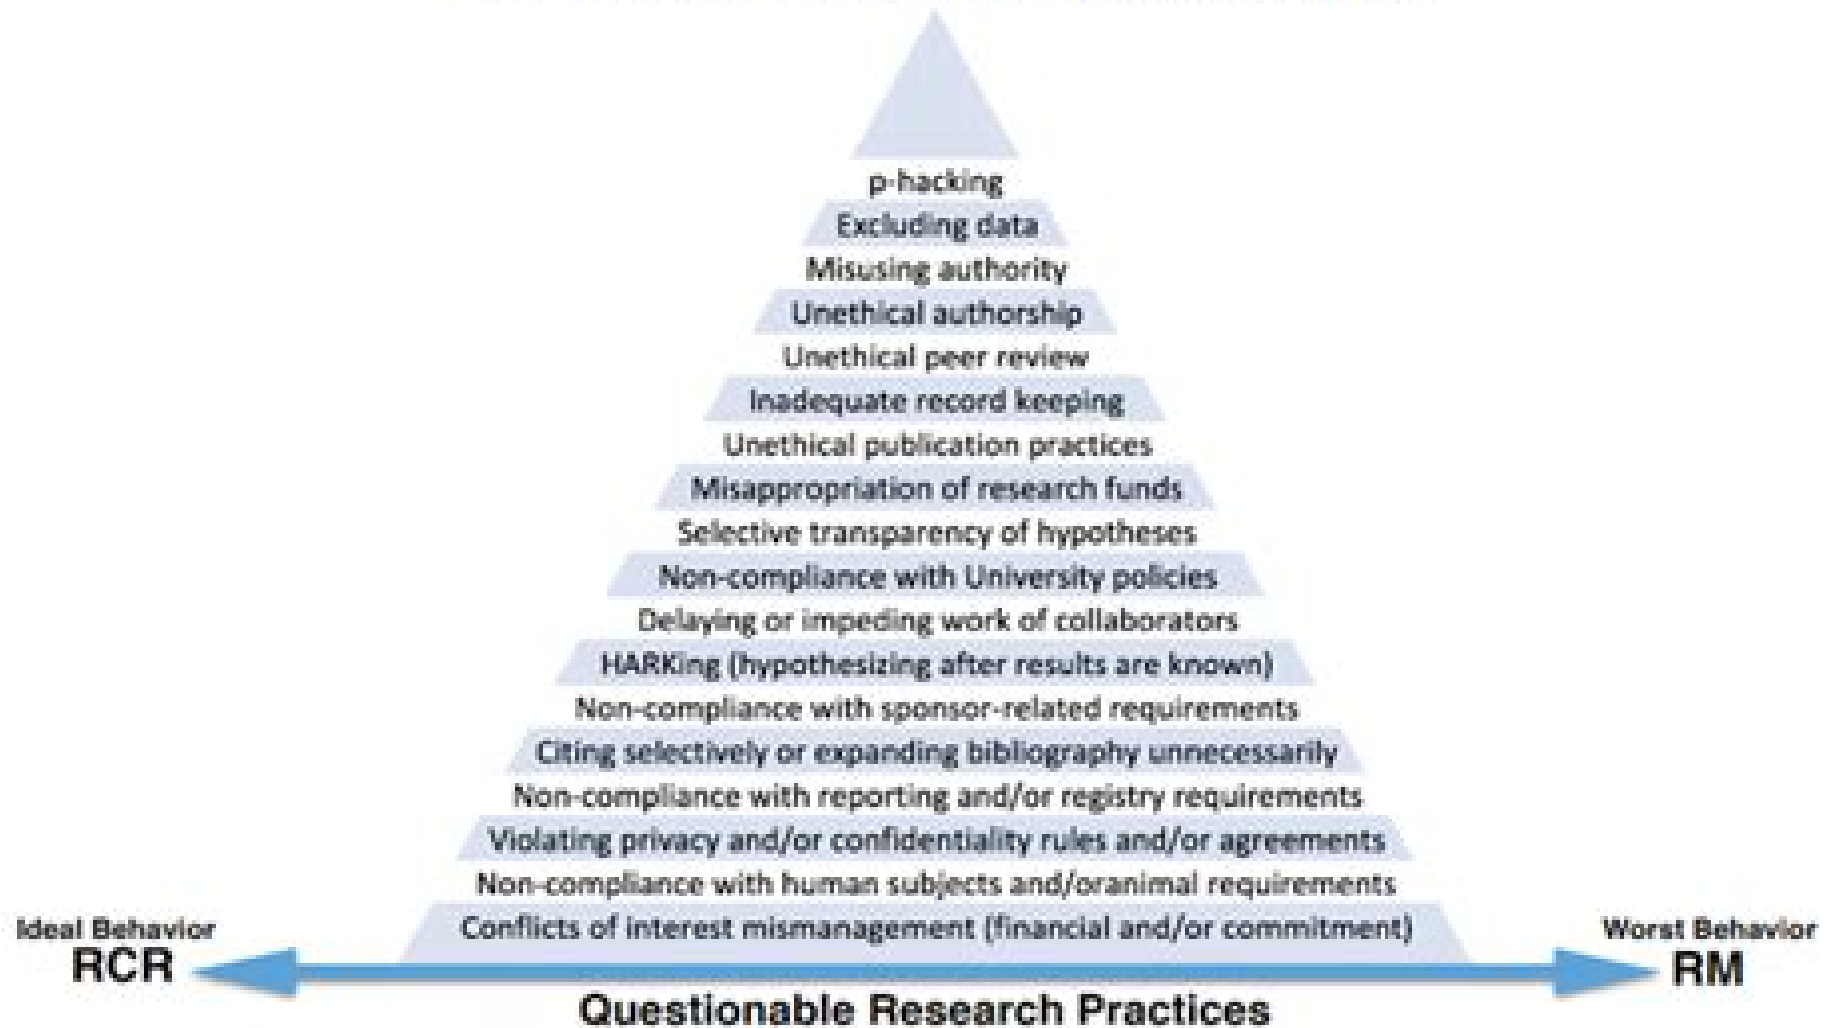 p-hacking
Excluding data
Misusing authority
Unethical authorship
Unethical peer review
Inadequate record keeping
Unethical publication practices
Misappropriation of research funds
Selective transparency of hypotheses
Non-compliance with University policies
Delaying or impeding work of collaborators
HARKing (hypothesizing after results are known)
Non-compliance with sponsor-related requirements
Citing selectively or expanding bibliography unnecessarily
Non-compliance with reporting and/or registry requirements
Violating privacy and/or confidentiality rules and/or agreements
Non-compliance with human subjects and/oranimal requirements
Conflicts of interest mismanagement (financial and/or commitment)
Ideal Behavior
RCR
Worst Behavior
RM
Questionable Research Practices